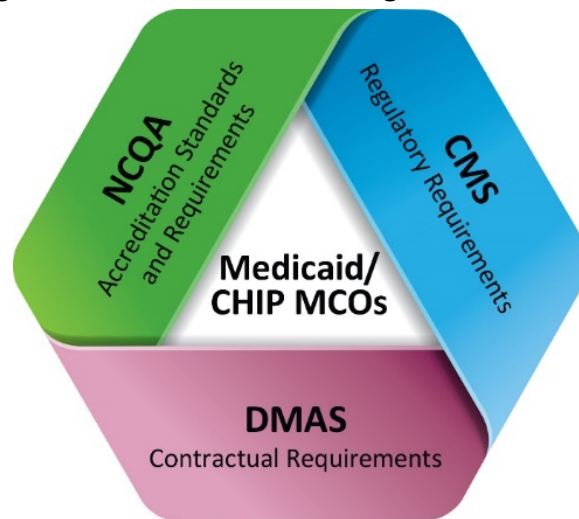 NCQA
Accreditation Standards
and Requirements
CMS
Regulatory Requirements
Medicaid/
CHIP MCOs
DMAS
Contractual Requirements